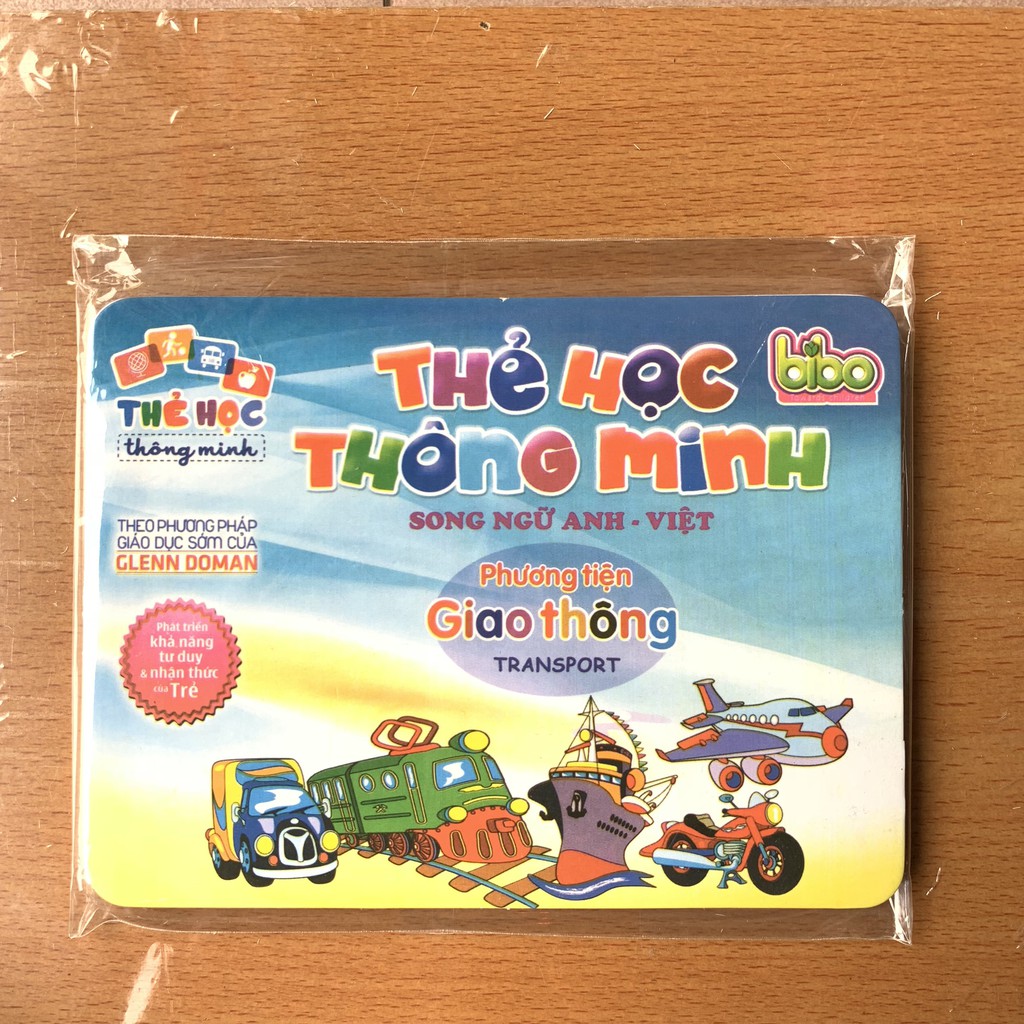 THẺ HỌC
thông minh
THẺ HỌC
THÔNG MINH
bibo
SONG NGỮ ANH - VIỆT
THEO PHƯƠNG PHÁP
GIÁO DỤC SỚM CỦA
GLENN DOMAN
Phương tiện
Giao thông
TRANSPORT
Phát triển
khả năng
tư duy
& nhận thức
của Trẻ